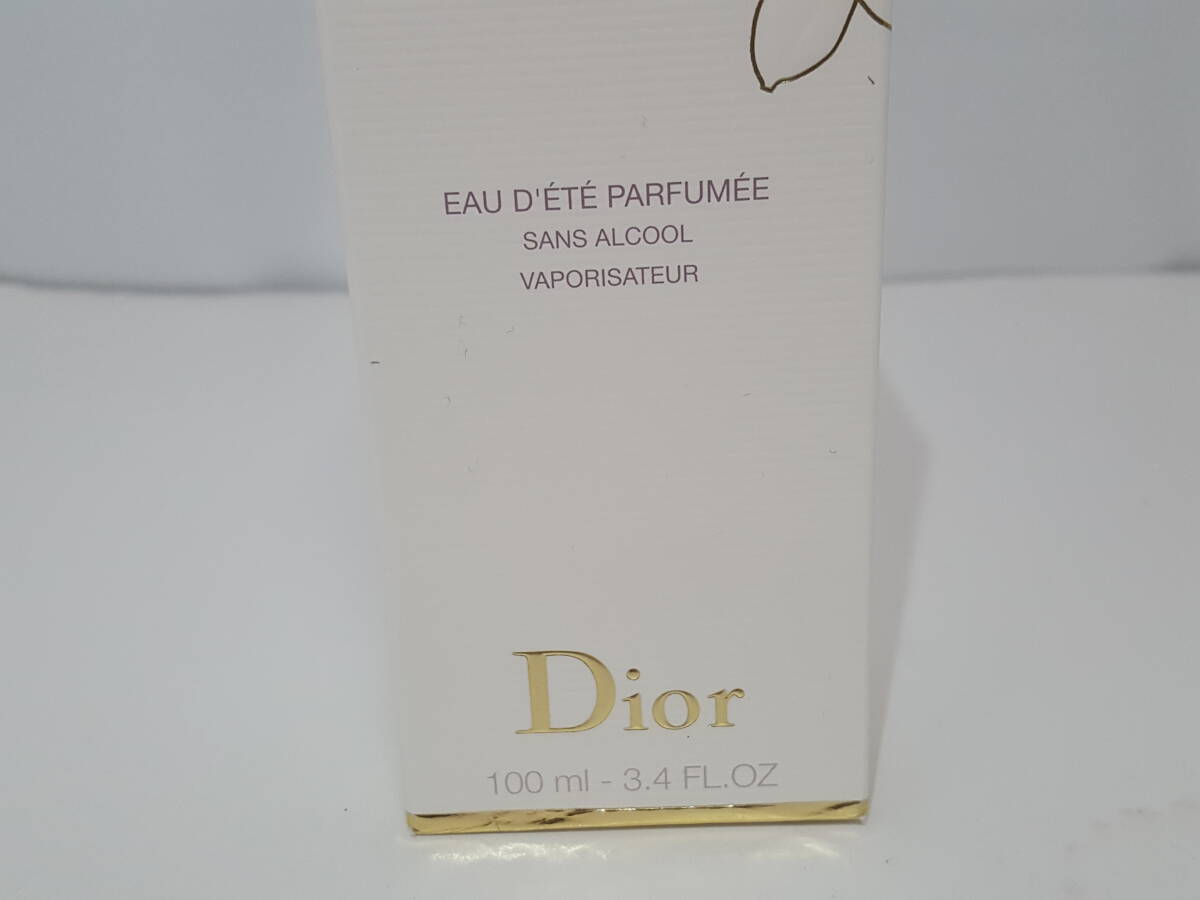 EAU D'ÉTÉ PARFUMÉE
SANS ALCOOL
VAPORISATEUR
Dior
100 ml - 3.4 FL.OZ